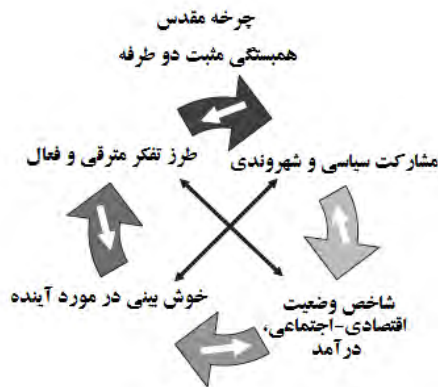 چرخه مقدس
همبستگی مثبت دو طرفه
طرز تفکر مترقی و فعال
مشارکت سیاسی و شهروندی
خوش بینی در مورد آینده
شاخص وضعیت
اقتصادی-اجتماعی،
درآمد